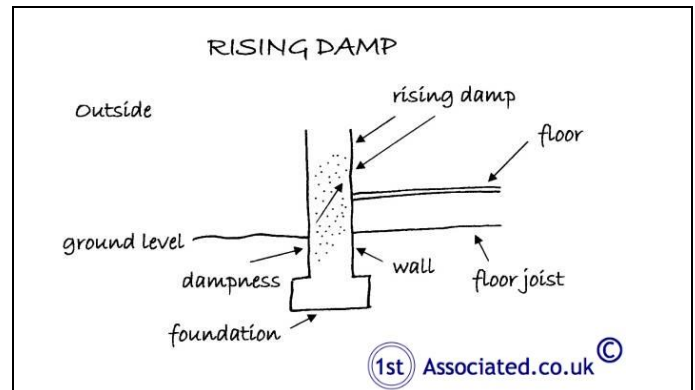 RISING DAMP
Outside
rising damp
floor
ground level
dampness
wall
floor joist
foundation
1st Associated.co.uk ©